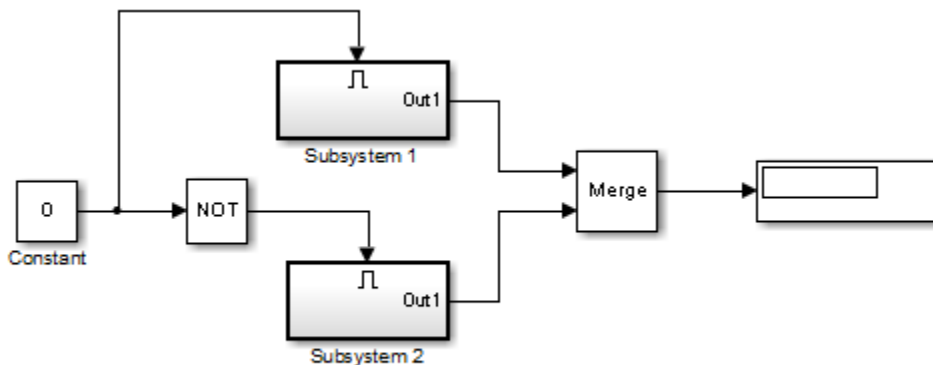 Out1
Subsystem 1
0
Constant
NOT
Merge
Out1
Subsystem 2